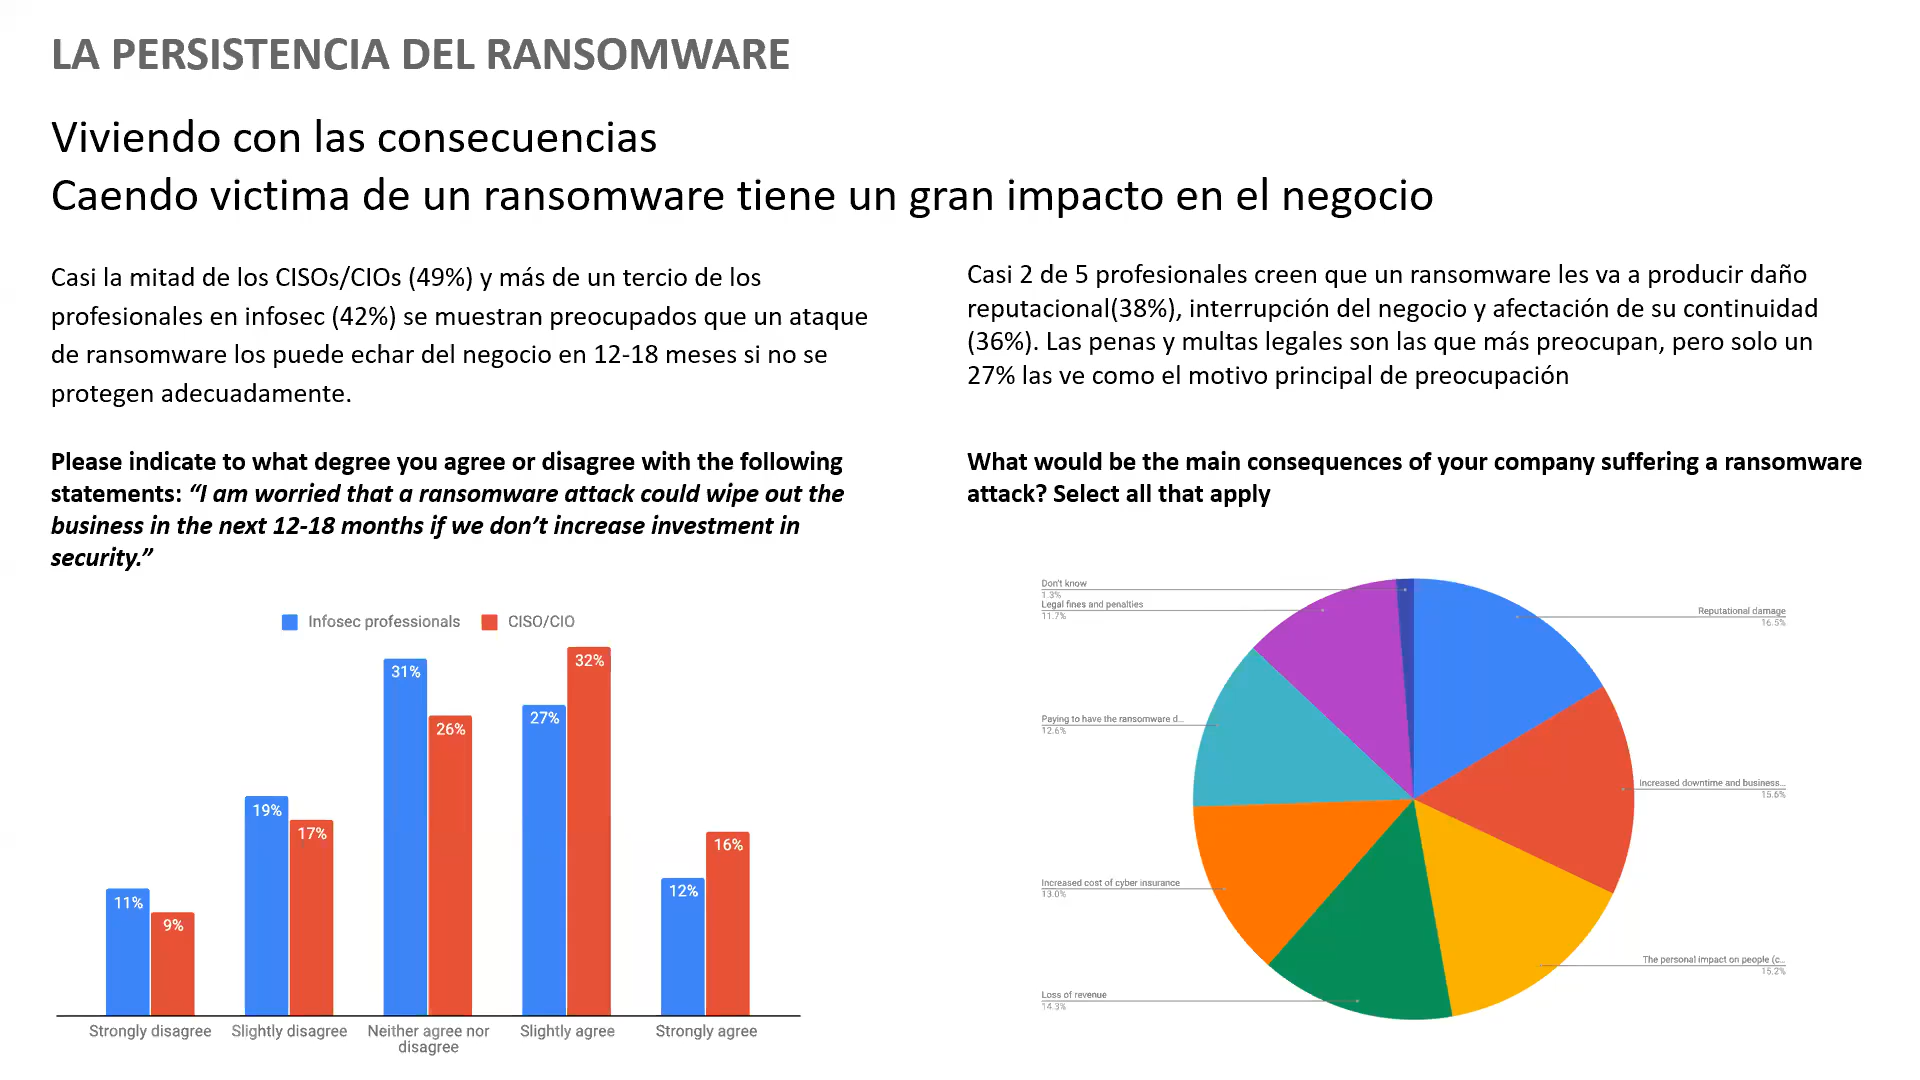 LA PERSISTENCIA DEL RANSOMWARE
Viviendo con las consecuencias
Caendo victima de un ransomware tiene un gran impacto en el negocio
Casi la mitad de los CISOs/CIOs (49%) y más de un tercio de los
profesionales en infosec (42%) se muestran preocupados que un ataque
de ransomware los puede echar del negocio en 12-18 meses si no se
protegen adecuadamente.
Please indicate to what degree you agree or disagree with the following
statements: “I am worried that a ransomware attack could wipe out the
business in the next 12-18 months if we don’t increase investment in
security.”
Infosec professionals CISO/CIO
11%
9%
19%
17%
31%
26%
27%
32%
12%
16%
Strongly disagree
Slightly disagree
Neither agree nor
disagree
Slightly agree
Strongly agree
Casi 2 de 5 profesionales creen que un ransomware les va a producir daño
reputacional(38%), interrupción del negocio y afectación de su continuidad
(36%). Las penas y multas legales son las que más preocupan, pero solo un
27% las ve como el motivo principal de preocupación
What would be the main consequences of your company suffering a ransomware
attack? Select all that apply
Don't know
1.3%
Legal fines and penalties
11.7%
Paying to have the ransomware d...
12.6%
Increased cost of cyber insurance
13.0%
Loss of revenue
14.3%
Reputational damage
16.5%
Increased downtime and business...
15.6%
The personal impact on people (c...
15.2%